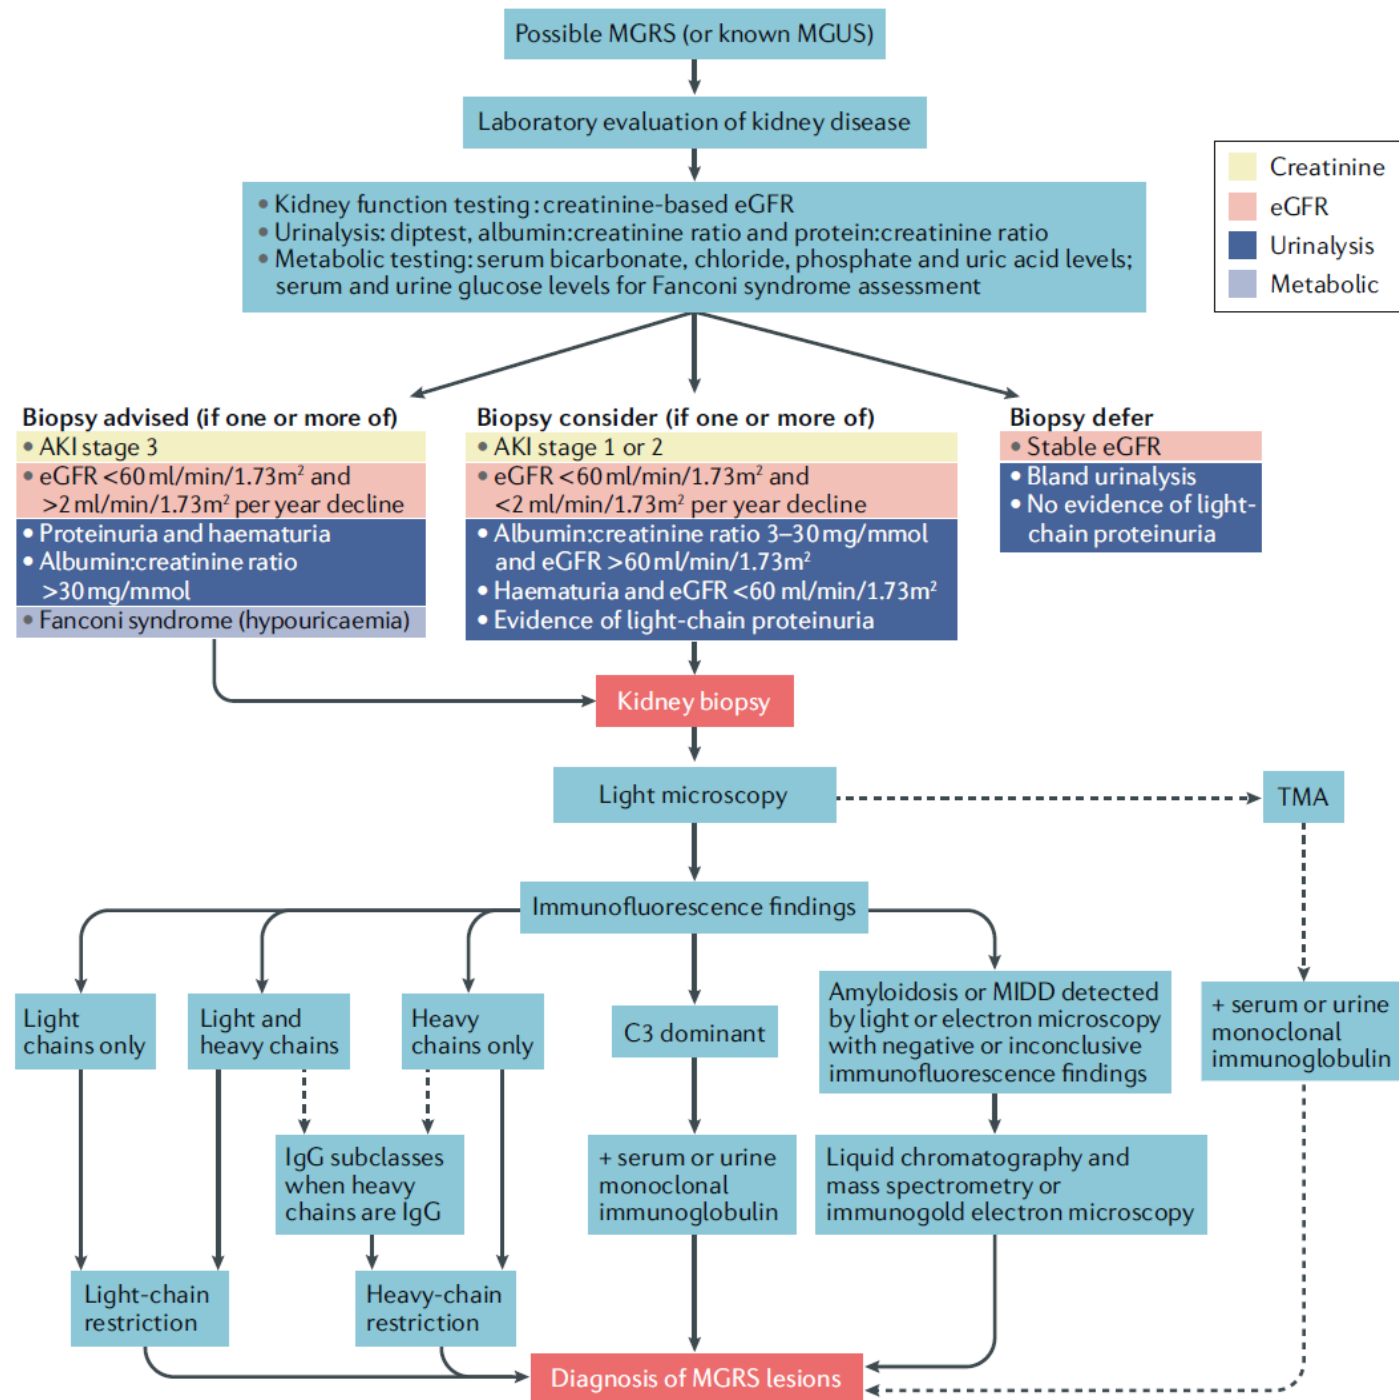 Possible MGRS (or known MGUS)
Laboratory evaluation of kidney disease
Creatinine
eGFR
Urinalysis
Metabolic
• Kidney function testing: creatinine-based eGFR
• Urinalysis: diptest, albumin:creatinine ratio and protein:creatinine ratio
• Metabolic testing: serum bicarbonate, chloride, phosphate and uric acid levels;
serum and urine glucose levels for Fanconi syndrome assessment
Biopsy advised (if one or more of)
• AKI stage 3
• eGFR <60 ml/min/1.73m² and
>2 ml/min/1.73m² per year decline
• Proteinuria and haematuria
• Albumin:creatinine ratio
>30 mg/mmol
• Fanconi syndrome (hypouricaemia)
Biopsy consider (if one or more of)
• AKI stage 1 or 2
• eGFR <60 ml/min/1.73m² and
<2 ml/min/1.73m² per year decline
• Albumin:creatinine ratio 3–30 mg/mmol
and eGFR >60 ml/min/1.73m²
• Haematuria and eGFR <60 ml/min/1.73m²
• Evidence of light-chain proteinuria
Biopsy defer
• Stable eGFR
• Bland urinalysis
• No evidence of light-
chain proteinuria
Kidney biopsy
Light microscopy
TMA
Immunofluorescence findings
Light
chains only
Light and
heavy chains
Heavy
chains only
C3 dominant
Amyloidosis or MIDD detected
by light or electron microscopy
with negative or inconclusive
immunofluorescence findings
+ serum or urine
monoclonal
immunoglobulin
IgG subclasses
when heavy
chains are IgG
+ serum or urine
monoclonal
immunoglobulin
Liquid chromatography and
mass spectrometry or
immunogold electron microscopy
Light-chain
restriction
Heavy-chain
restriction
Diagnosis of MGRS lesions